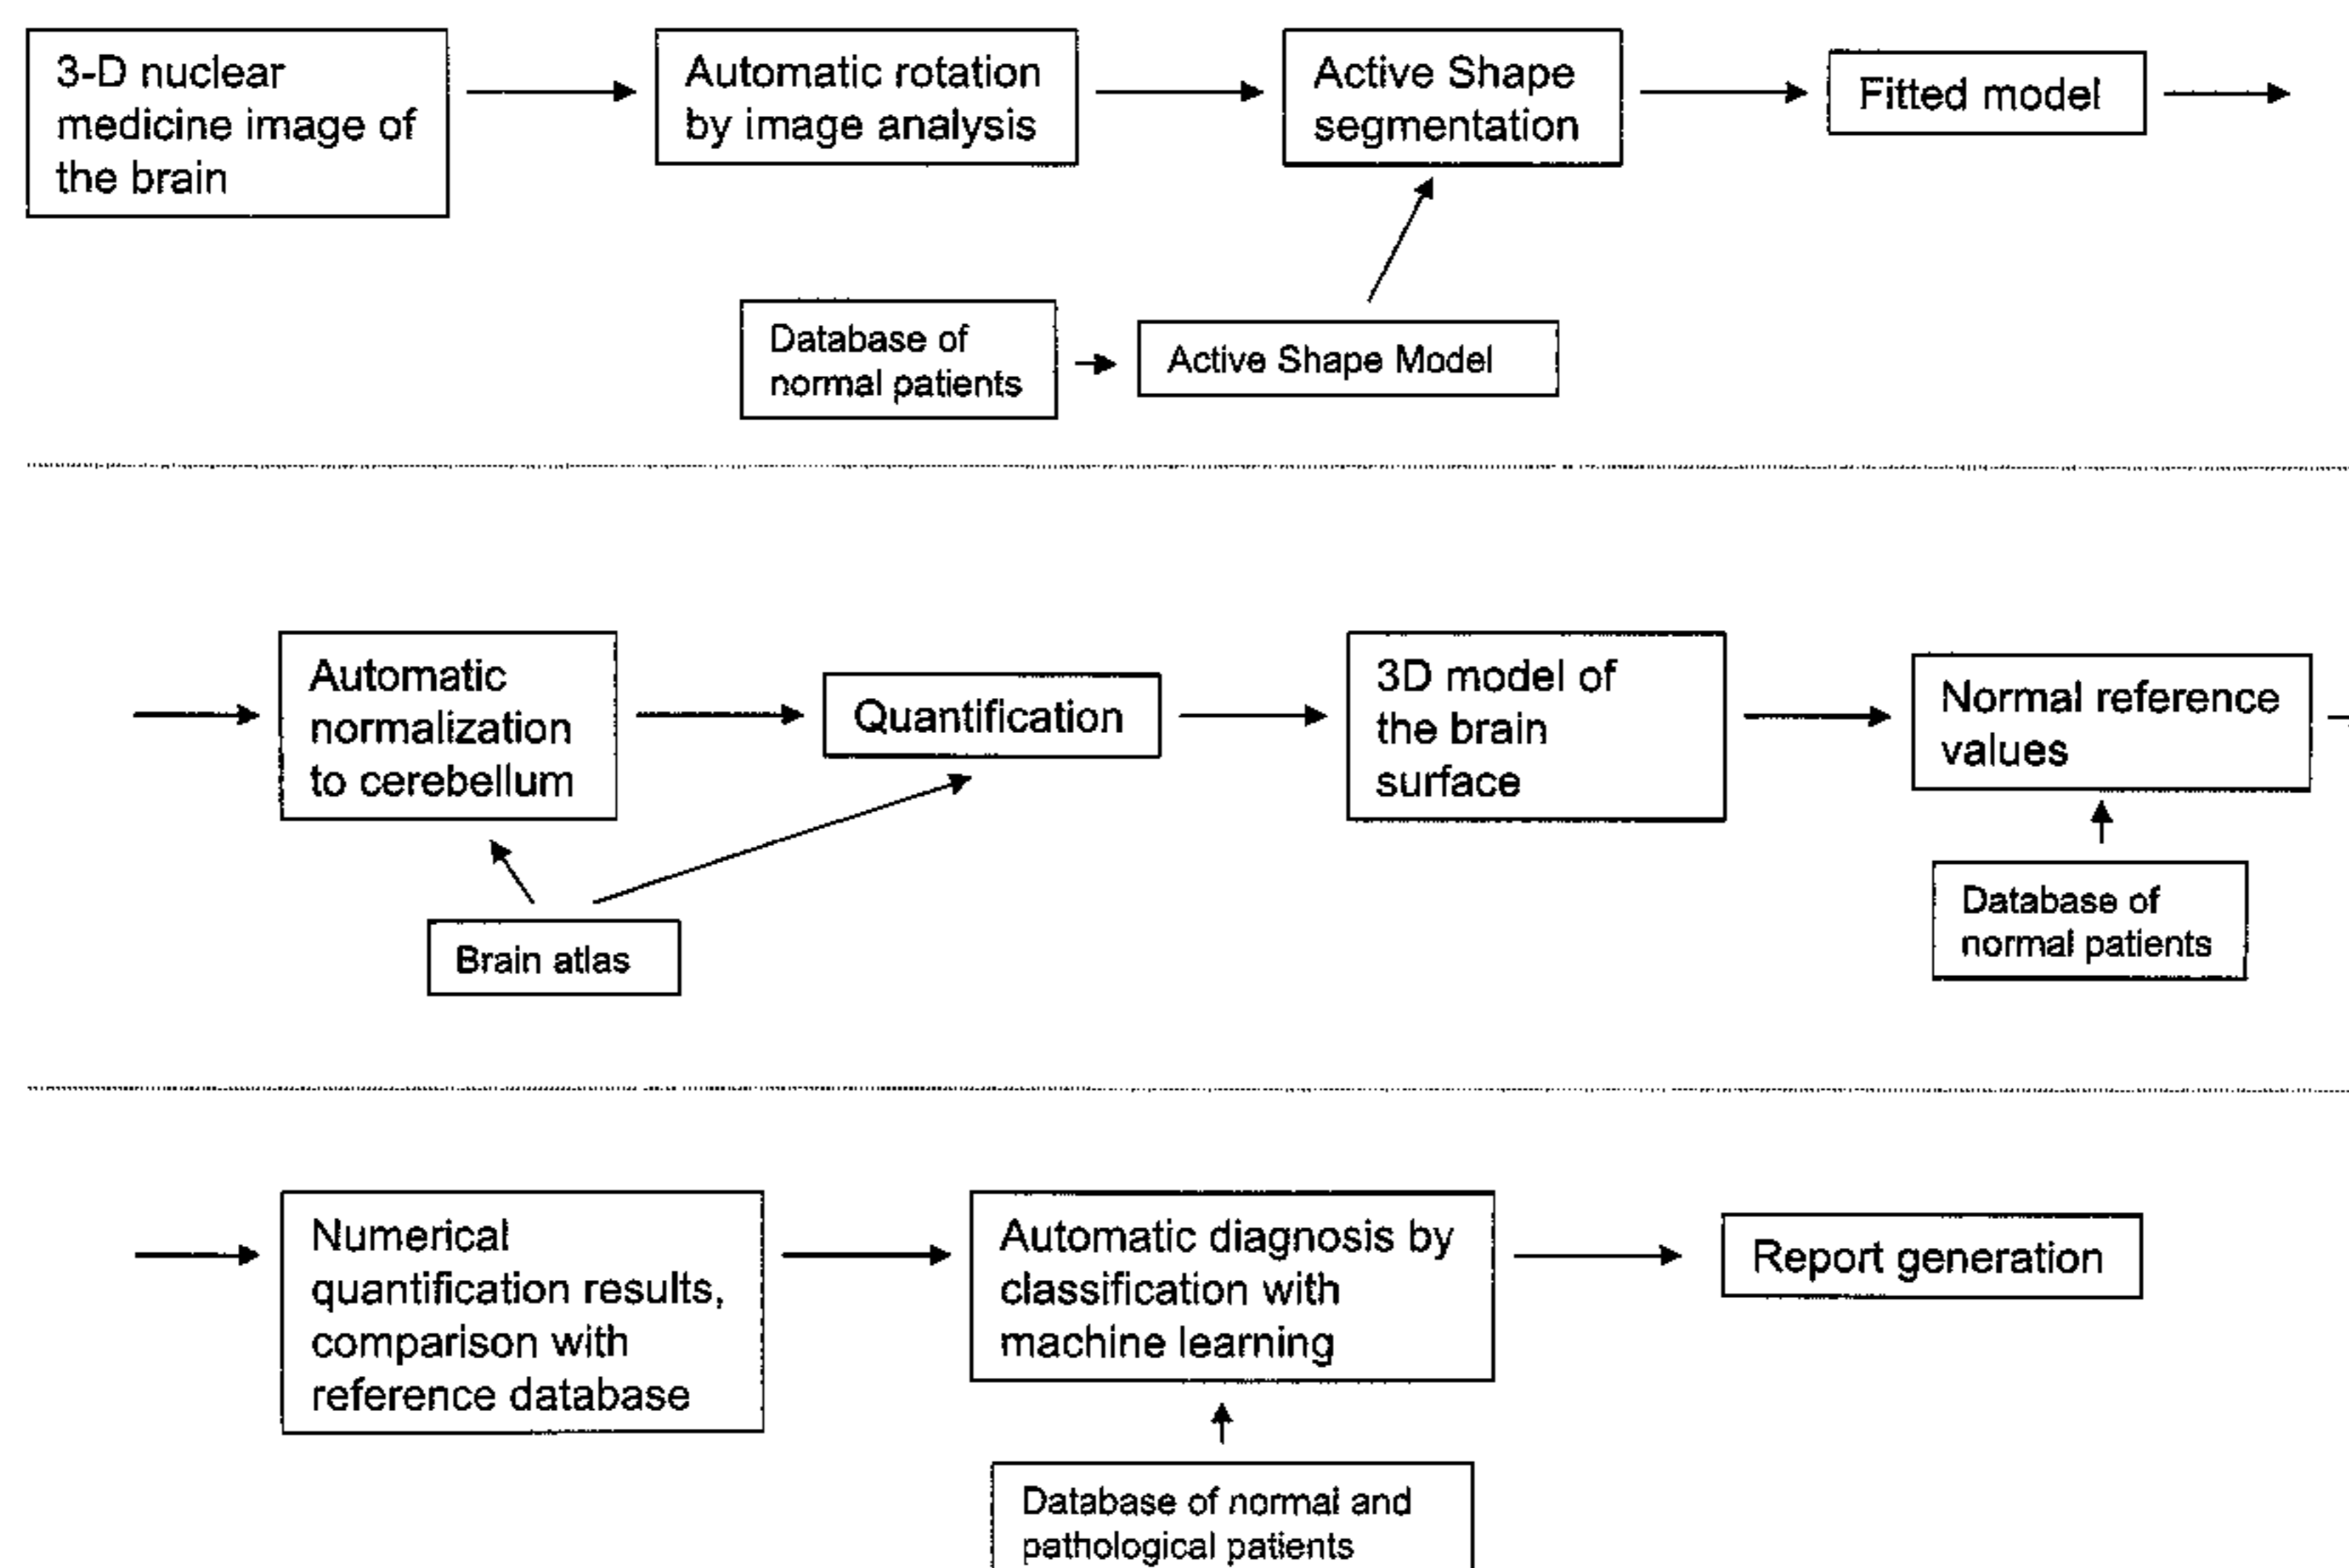 3-D nuclear
medicine image of
the brain
Automatic rotation
by image analysis
Active Shape
segmentation
Fitted model
Database of
normal patients
Active Shape Model
Automatic
normalization
to cerebellum
Quantification
3D model of
the brain
surface
Normal reference
values
Brain atlas
Database of
normal patients
Numerical
quantification results,
comparison with
reference database
Automatic diagnosis by
classification with
machine learning
Report generation
Database of normal and
pathological patients